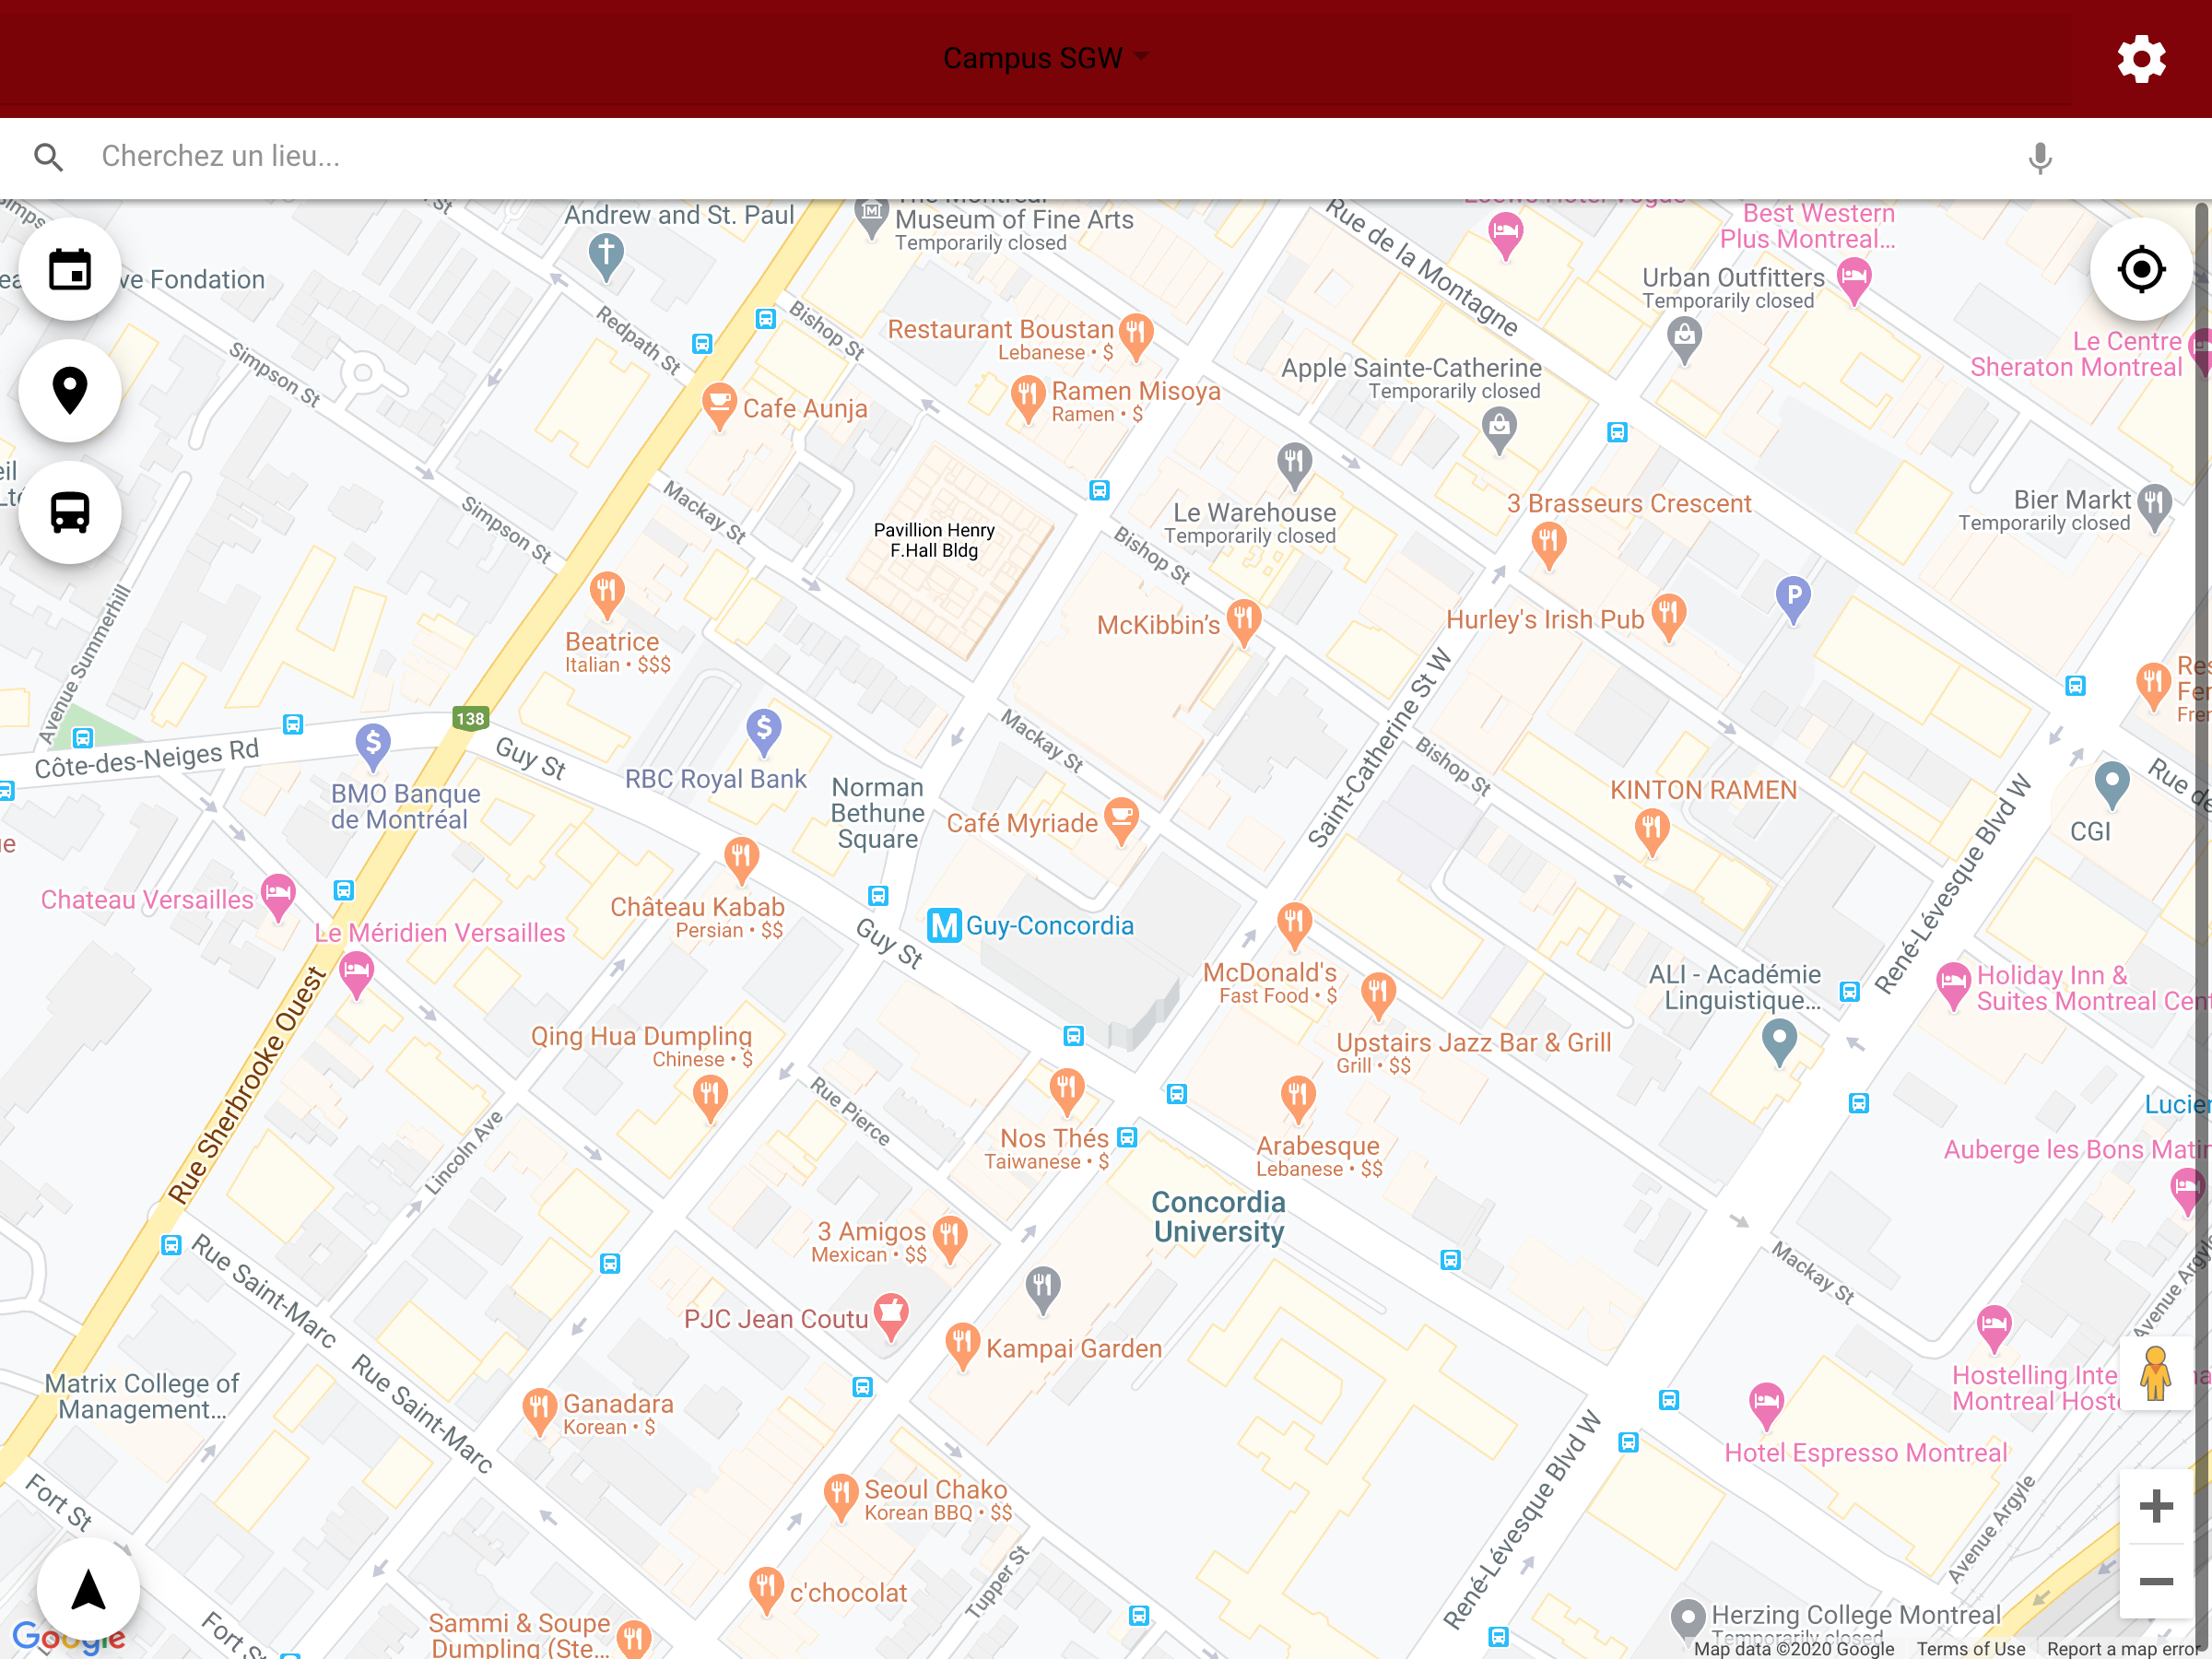 Campus SGW
Cherchez un lieu...
Andrew and St. Paul
Museum of Fine Arts
Temporarily closed
Rue de la Montagne
Best Western
Plus Montreal...
Urban Outfitters
Temporarily closed
ve Fondation
Redpath St
Bishop St
Restaurant Boustan
Lebanese • $
Apple Sainte-Catherine
Temporarily closed
Le Centre
Sheraton Montreal
Simpson St
Cafe Aunja
Ramen Misoya
Ramen • $
Mackay St
Simpson St
Pavillion Henry
F.Hall Bldg
Le Warehouse
Temporarily closed
Bishop St
3 Brasseurs Crescent
Bier Markt
Temporarily closed
P
Avenue Summerhill
Beatrice
Italian • $$$
McKibbin's
Hurley's Irish Pub
138
Côte-des-Neiges Rd
Guy St
RBC Royal Bank
BMO Banque
de Montréal
Norman
Bethune
Square
Mackay St
Saint-Catherine St W
Bishop St
KINTON RAMEN
CGI
Café Myriade
Chateau Versailles
Le Méridien Versailles
Château Kabab
Persian • $$
Guy St
M Guy-Concordia
René-Lévesque Blvd W
McDonald's
Fast Food • $
ALI - Académie
Linguistique...
Holiday Inn &
Suites Montreal Cen
Rue Sherbrooke Ouest
Qing Hua Dumpling
Chinese • $
Upstairs Jazz Bar & Grill
Grill • $$
Rue Pierce
Lincoln Ave
Nos Thés
Taiwanese • $
Arabesque
Lebanese • $$
Auberge les Bons Matin
Concordia
University
3 Amigos
Mexican • $$
Rue Saint-Marc
PJC Jean Coutu
Kampai Garden
Mackay St
Avenue Argyle
Matrix College of
Management...
Rue Saint-Marc
Ganadara
Korean • $
Hostelling Inte
Montreal Hoste
Hotel Espresso Montreal
Fort St
Seoul Chako
Korean BBQ • $$
René-Lévesque Blvd W
Avenue Argyle
Tupper St
c'chocolat
Fort St
Sammi & Soupe
Dumpling (Ste...
Herzing College Montreal
Temporarily closed
Google
Map data ©2020 Google
Terms of Use
Report a map error